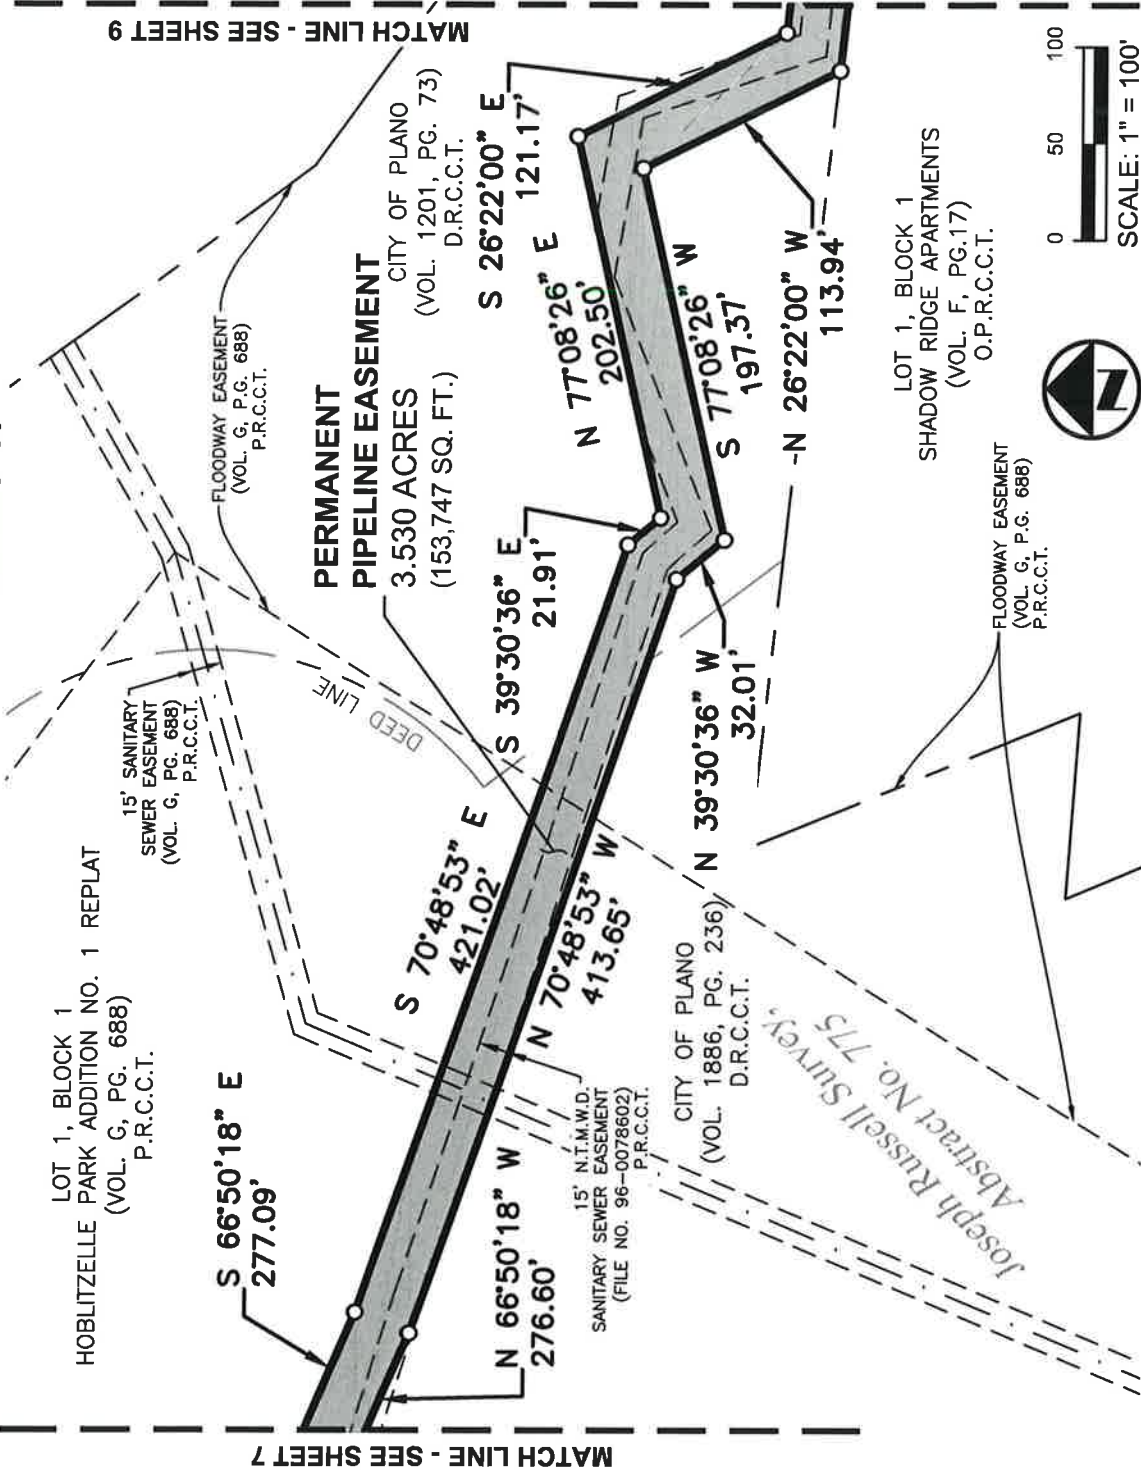 MATCH LINE - SEE SHEET 9
LOT 1, BLOCK 1
HOBLITZELLE PARK ADDITION NO. 1 REPLAT
(VOL. G, PG. 688)
P.R.C.C.T.
15' SANITARY
SEWER EASEMENT
(VOL. G, PG. 688)
P.R.C.C.T.
FLOODWAY EASEMENT
(VOL. G, P.G. 688)
P.R.C.C.T.
DEED LINE
PERMANENT
PIPELINE EASEMENT
3.530 ACRES
(153,747 SQ. FT.)
CITY OF PLANO
(VOL. 1201, PG. 73)
D.R.C.C.T.
S 66°50'18" E
277.09'
S 70°48'53" E
421.02'
S 39°30'36" E
21.91'
N 77°08'26" E
202.50'
S 26°22'00" E
121.17'
N 66°50'18" W
276.60'
N 70°48'53" W
413.65'
N 39°30'36" W
32.01'
S 77°08'26" W
197.37'
N 26°22'00" W
113.94'
15' N.T.M.W.D.
SANITARY SEWER EASEMENT
(FILE NO. 96-0078602)
P.R.C.C.T.
CITY OF PLANO
(VOL. 1886, PG. 236)
D.R.C.C.T.
Joseph Russell Survey,
Abstract No. 775
LOT 1, BLOCK 1
SHADOW RIDGE APARTMENTS
(VOL. F, PG.17)
O.P.R.C.C.T.
FLOODWAY EASEMENT
(VOL. G, P.G. 688)
P.R.C.C.T.
N
0 50 100
SCALE: 1" = 100'
MATCH LINE - SEE SHEET 7